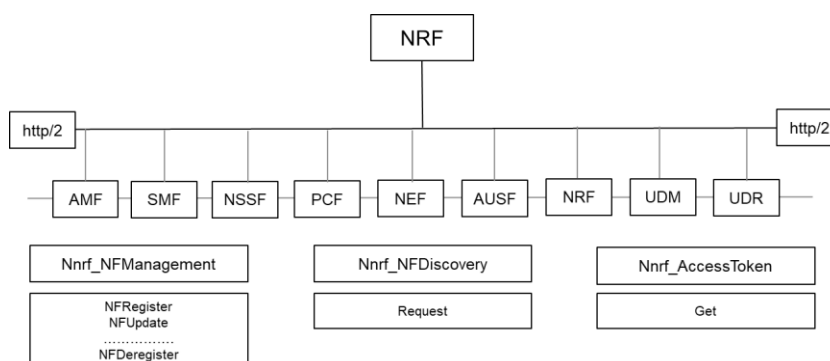 NRF
http/2
http/2
AMF
SMF
NSSF
PCF
NEF
AUSF
NRF
UDM
UDR
Nnrf_NFManagement
Nnrf_NFDiscovery
Nnrf_AccessToken
NFRegister
NFUpdate
................
NFDeregister
Request
Get